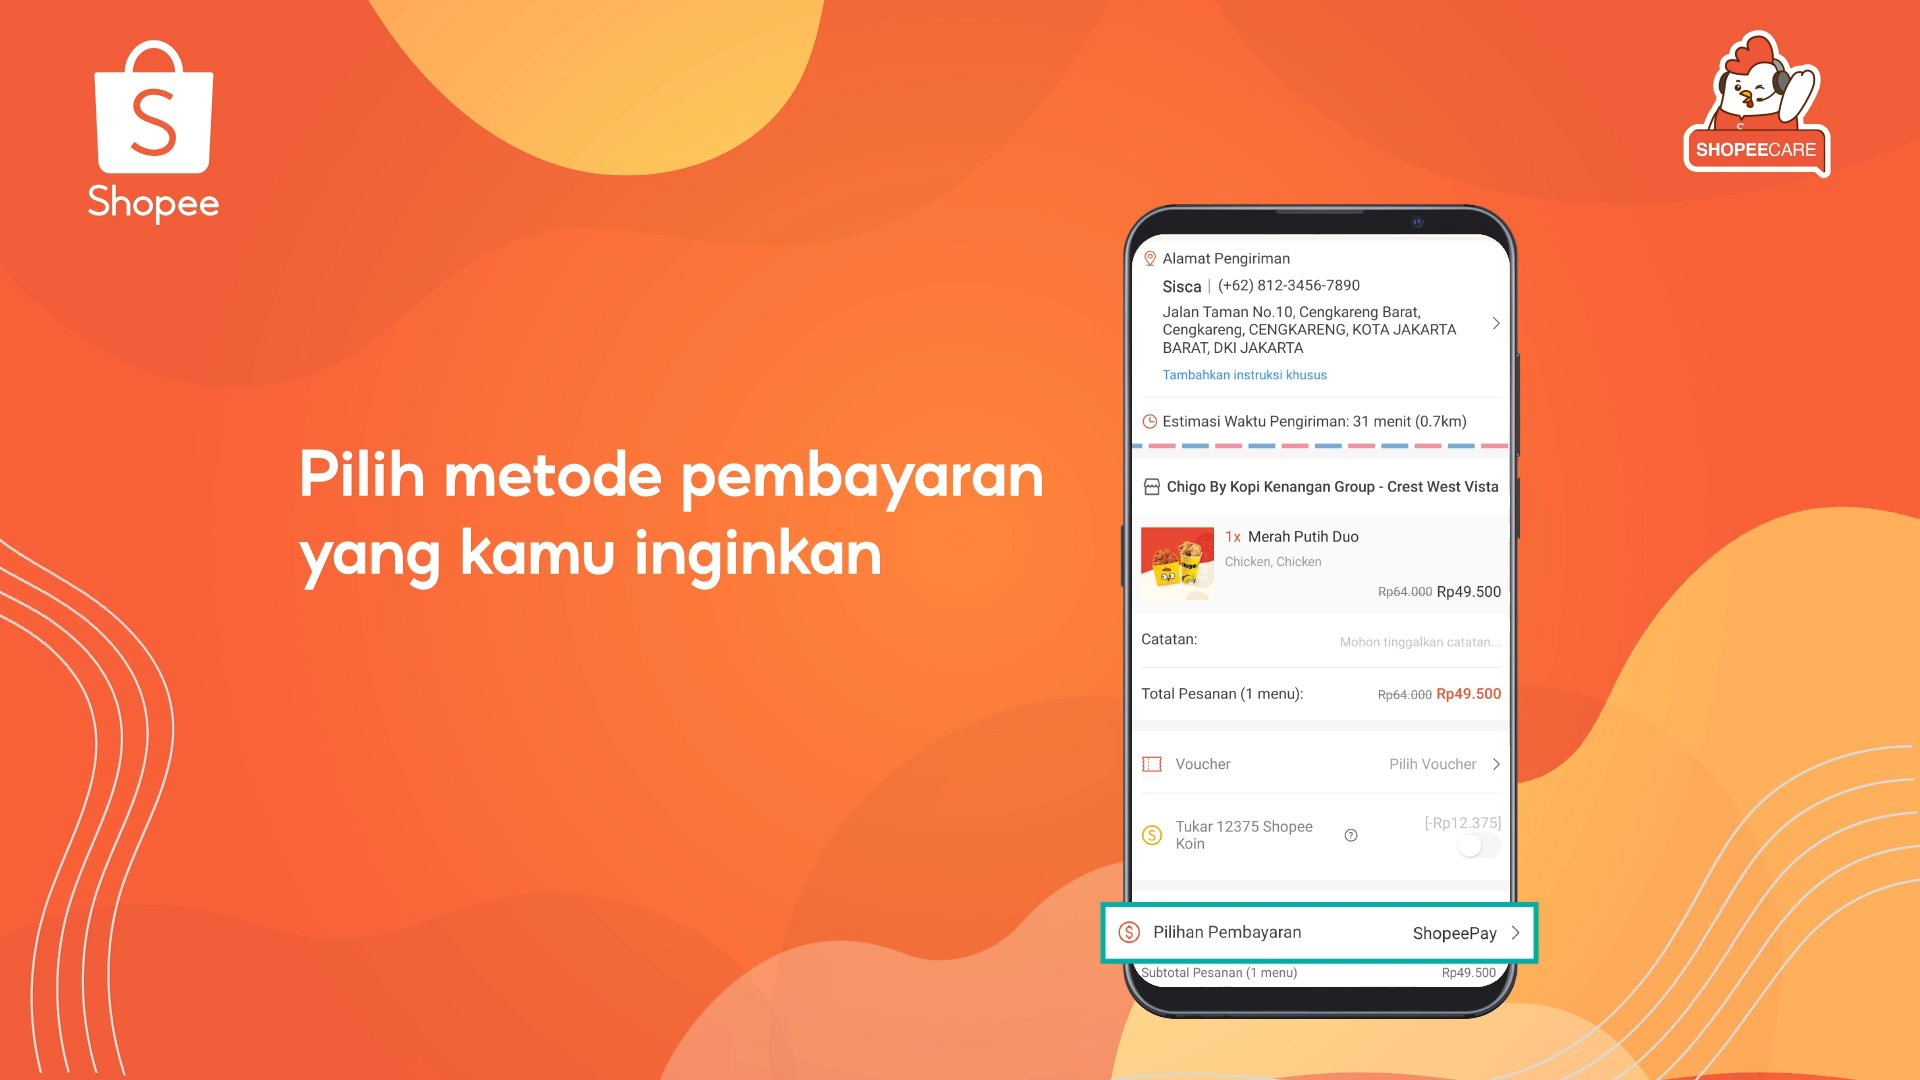 S
Shopee
SHOPEECARE
Pilih metode pembayaran
yang kamu inginkan
Alamat Pengiriman
Sisca | (+62) 812-3456-7890
Jalan Taman No.10, Cengkareng Barat,
Cengkareng, CENGKARENG, KOTA JAKARTA
BARAT, DKI JAKARTA
Tambahkan instruksi khusus
Estimasi Waktu Pengiriman: 31 menit (0.7km)
Chigo By Kopi Kenangan Group - Crest West Vista
1x Merah Putih Duo
Chicken, Chicken
Rp64.000 Rp49.500
Catatan: Mohon tinggalkan catatan...
Total Pesanan (1 menu): Rp64.000 Rp49.500
Voucher Pilih Voucher
Tukar 12375 Shopee
Koin
[-Rp12.375]
Pilihan Pembayaran ShopeePay
Subtotal Pesanan (1 menu) Rp49.500